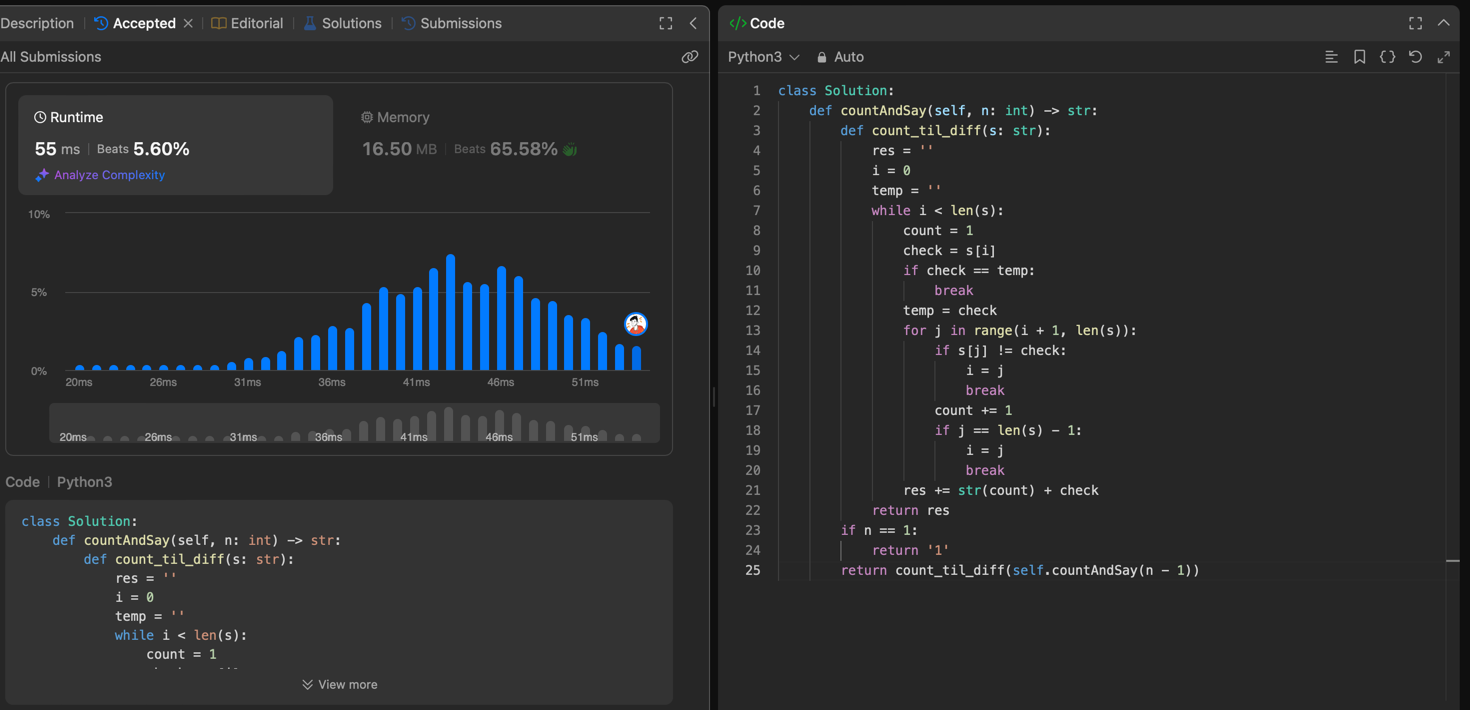 Description Accepted Editorial Solutions Submissions
All Submissions
Runtime
55 ms | Beats 5.60%
Analyze Complexity
Memory
16.50 MB | Beats 65.58%
10%
5%
0%
20ms 26ms 31ms 36ms 41ms 46ms 51ms
20ms 26ms 31ms 36ms 41ms 46ms 51ms
Code | Python3
class Solution:
    def countAndSay(self, n: int) -> str:
        def count_til_diff(s: str):
            res = ''
            i = 0
            temp = ''
            while i < len(s):
                count = 1
View more
</> Code
Python3 Auto
1 class Solution:
2     def countAndSay(self, n: int) -> str:
3         def count_til_diff(s: str):
4             res = ''
5             i = 0
6             temp = ''
7             while i < len(s):
8                 count = 1
9                 check = s[i]
10                 if check == temp:
11                     break
12                 temp = check
13                 for j in range(i + 1, len(s)):
14                     if s[j] != check:
15                         i = j
16                         break
17                     count += 1
18                     if j == len(s) - 1:
19                         i = j
20                         break
21                 res += str(count) + check
22             return res
23         if n == 1:
24             return '1'
25         return count_til_diff(self.countAndSay(n - 1))